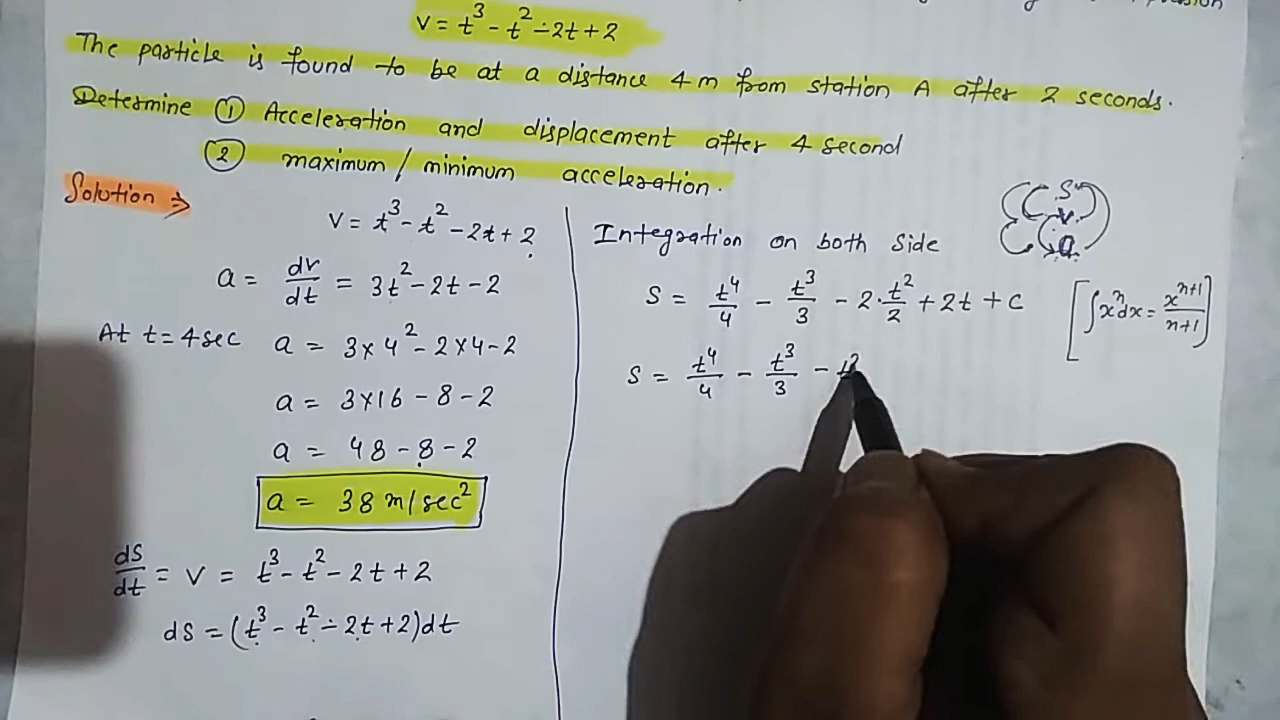 v = t³ - t² - 2t + 2
The particle is found to be at a distance 4 m from station A after 2 seconds.
Determine ① Acceleration and displacement after 4 second
② maximum / minimum acceleration.
Solution ⇒
v = t³ - t² - 2t + 2
a = dv/dt = 3t² - 2t - 2
At t = 4 sec a = 3×4² - 2×4 - 2
a = 3×16 - 8 - 2
a = 48 - 8 - 2
a = 38 m/sec²
ds/dt = v = t³ - t² - 2t + 2
ds = (t³ - t² - 2t + 2)dt
Integration on both side
S = t⁴/4 - t³/3 - 2·t²/2 + 2t + c
[∫xⁿdx = xⁿ⁺¹/n+1]
S = t⁴/4 - t³/3 - t²
S
v
a